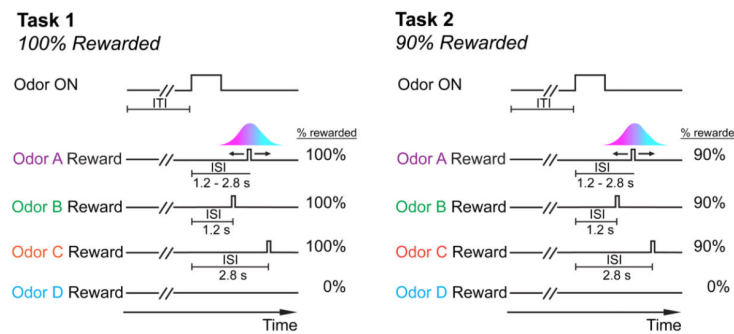 Task 1
100% Rewarded
Odor ON
ITI
% rewarded
Odor A Reward
100%
ISI
1.2 - 2.8 s
Odor B Reward
100%
ISI
1.2 s
Odor C Reward
100%
ISI
2.8 s
Odor D Reward
0%
Time
Task 2
90% Rewarded
Odor ON
ITI
% rewarde
Odor A Reward
90%
ISI
1.2 - 2.8 s
Odor B Reward
90%
ISI
1.2 s
Odor C Reward
90%
ISI
2.8 s
Odor D Reward
0%
Time